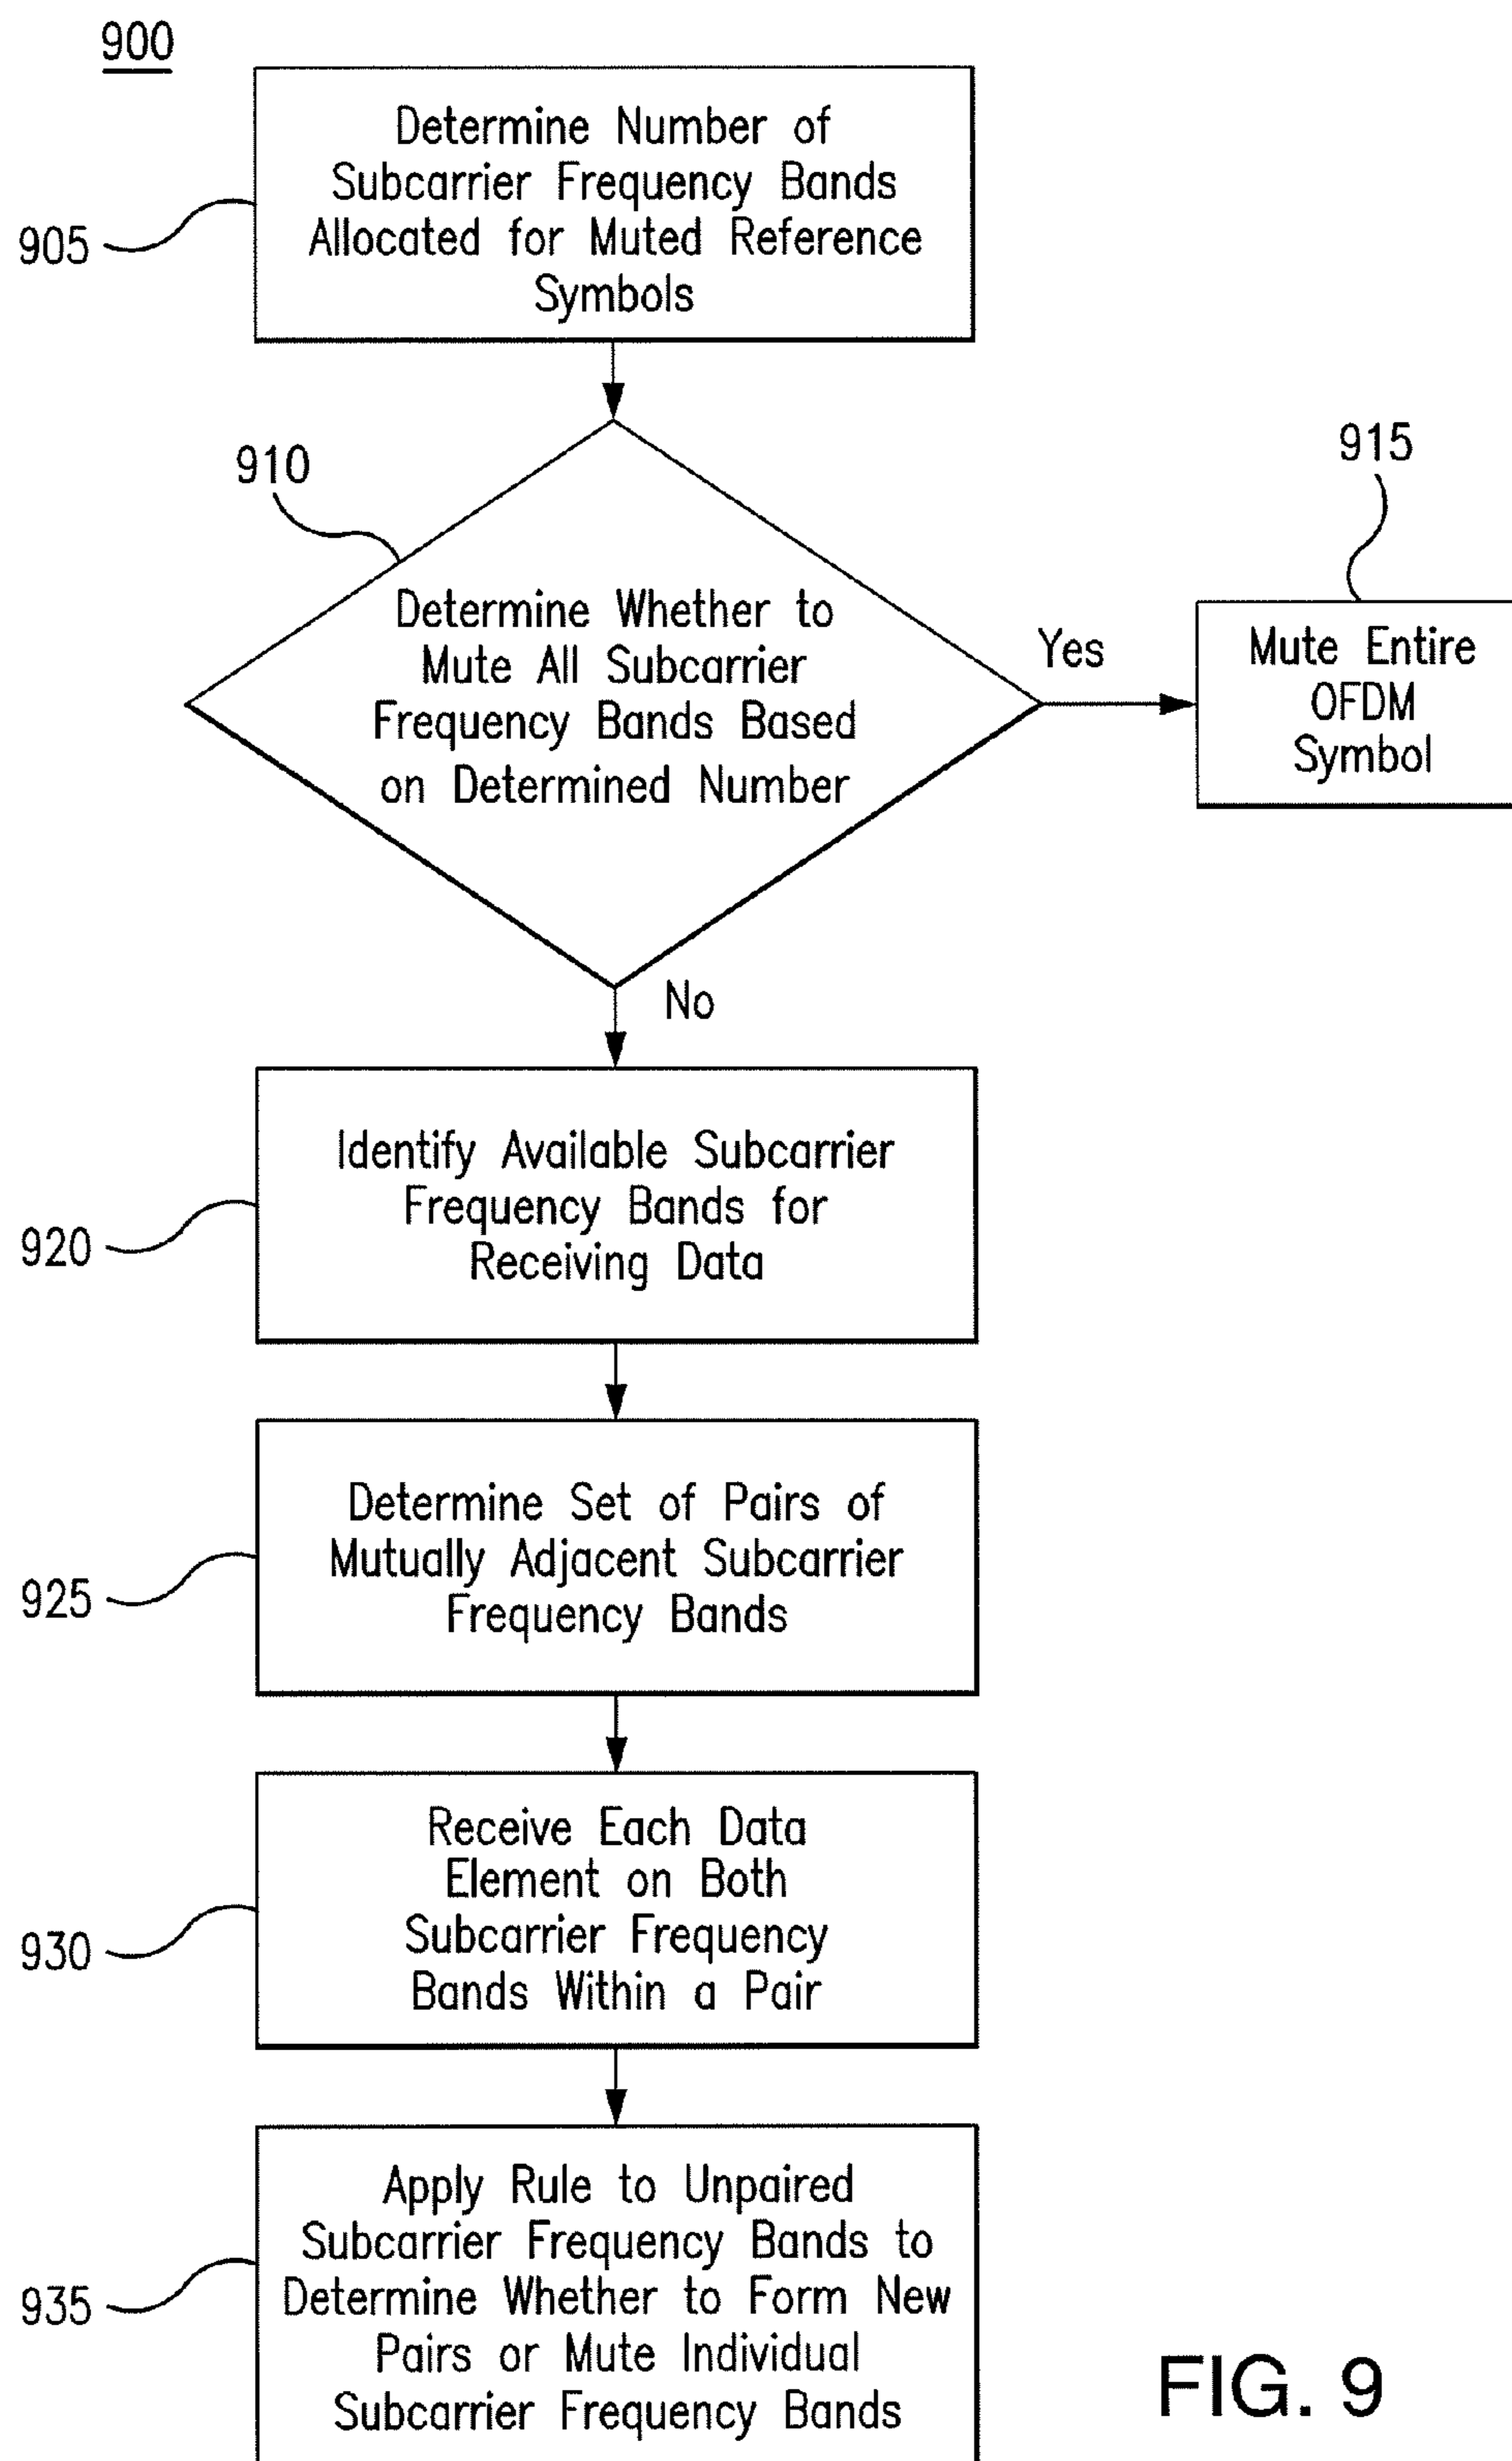 900
Determine Number of
Subcarrier Frequency Bands
Allocated for Muted Reference
Symbols
905
910
915
Determine Whether to
Mute All Subcarrier
Frequency Bands Based
on Determined Number
Yes
Mute Entire
OFDM
Symbol
No
Identify Available Subcarrier
Frequency Bands for
Receiving Data
920
Determine Set of Pairs of
Mutually Adjacent Subcarrier
Frequency Bands
925
Receive Each Data
Element on Both
Subcarrier Frequency
Bands Within a Pair
930
Apply Rule to Unpaired
Subcarrier Frequency Bands to
Determine Whether to Form New
Pairs or Mute Individual
Subcarrier Frequency Bands
935
FIG. 9